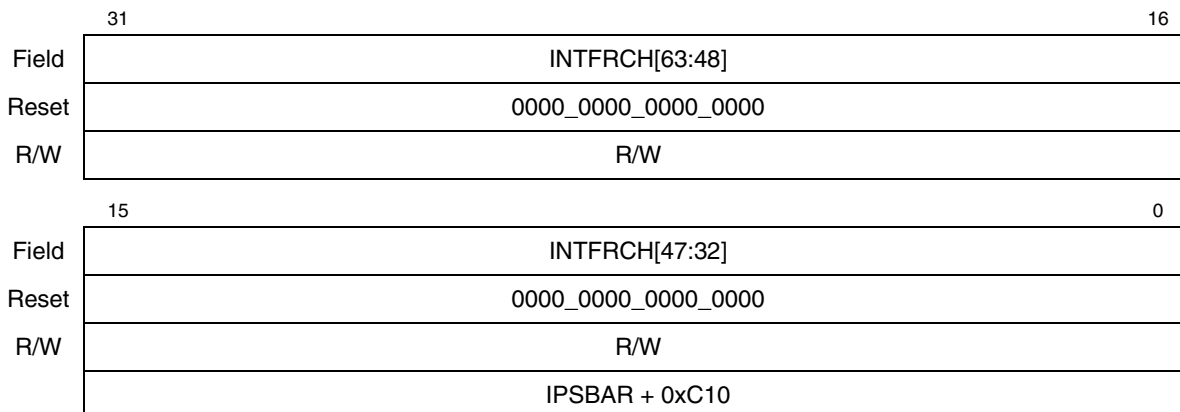 31 16
Field INTFRCH[63:48]
Reset 0000_0000_0000_0000
R/W R/W
15 0
Field INTFRCH[47:32]
Reset 0000_0000_0000_0000
R/W R/W
IPSBAR + 0xC10